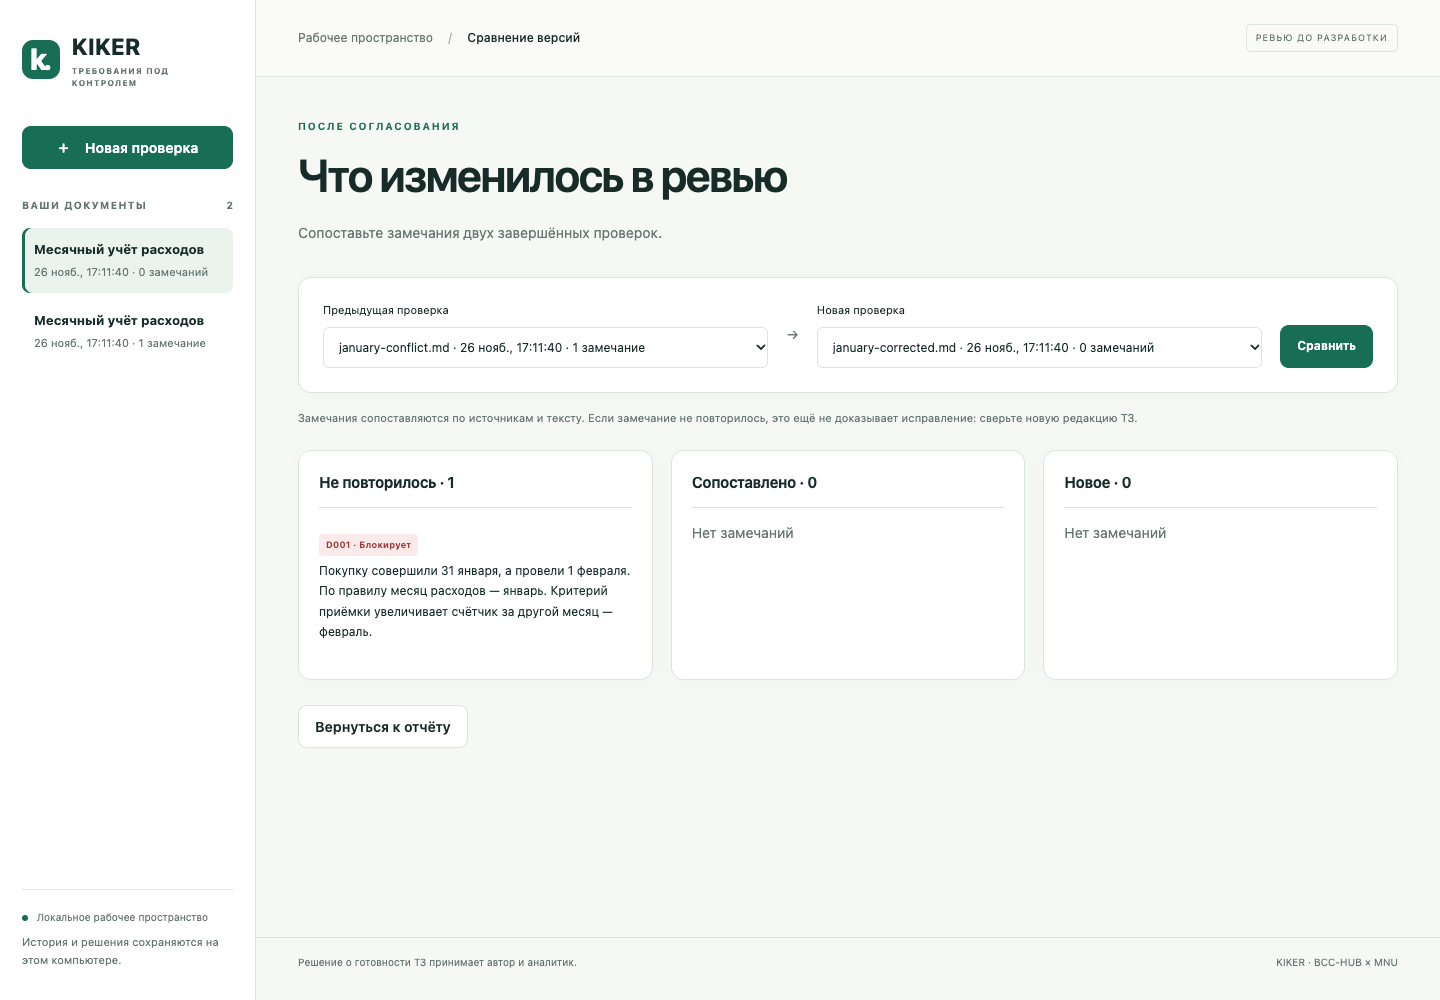 KIKER
ТРЕБОВАНИЯ ПОД
КОНТРОЛЕМ
+ Новая проверка
ВАШИ ДОКУМЕНТЫ 2
Месячный учёт расходов
26 нояб., 17:11:40 · 0 замечаний
Месячный учёт расходов
26 нояб., 17:11:40 · 1 замечание
Локальное рабочее пространство
История и решения сохраняются на
этом компьютере.
Рабочее пространство / Сравнение версий
РЕВЬЮ ДО РАЗРАБОТКИ
ПОСЛЕ СОГЛАСОВАНИЯ
Что изменилось в ревью
Сопоставьте замечания двух завершённых проверок.
Предыдущая проверка
january-conflict.md · 26 нояб., 17:11:40 · 1 замечание
→
Новая проверка
january-corrected.md · 26 нояб., 17:11:40 · 0 замечаний
Сравнить
Замечания сопоставляются по источникам и тексту. Если замечание не повторилось, это ещё не доказывает исправление: сверьте новую редакцию ТЗ.
Не повторилось · 1
D001 · Блокирует
Покупку совершили 31 января, а провели 1 февраля.
По правилу месяц расходов — январь. Критерий
приёмки увеличивает счётчик за другой месяц —
февраль.
Сопоставлено · 0
Нет замечаний
Новое · 0
Нет замечаний
Вернуться к отчёту
Решение о готовности ТЗ принимает автор и аналитик.
KIKER · BCC-HUB × MNU